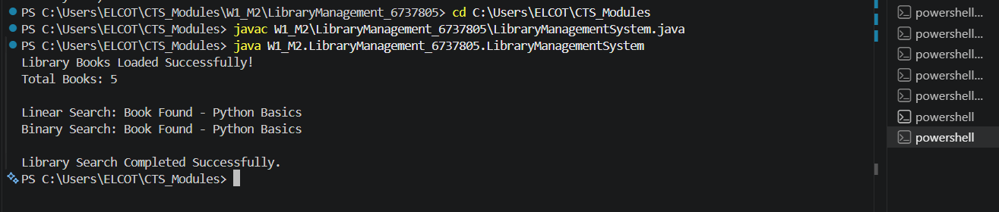 PS C:\Users\ELCOT\CTS_Modules\W1_M2\LibraryManagement_6737805> cd C:\Users\ELCOT\CTS_Modules
PS C:\Users\ELCOT\CTS_Modules> javac W1_M2\LibraryManagement_6737805\LibraryManagementSystem.java
PS C:\Users\ELCOT\CTS_Modules> java W1_M2.LibraryManagement_6737805.LibraryManagementSystem
Library Books Loaded Successfully!
Total Books: 5
Linear Search: Book Found - Python Basics
Binary Search: Book Found - Python Basics
Library Search Completed Successfully.
PS C:\Users\ELCOT\CTS_Modules>
powershell...
powershell...
powershell...
powershell...
powershell...
powershell
powershell